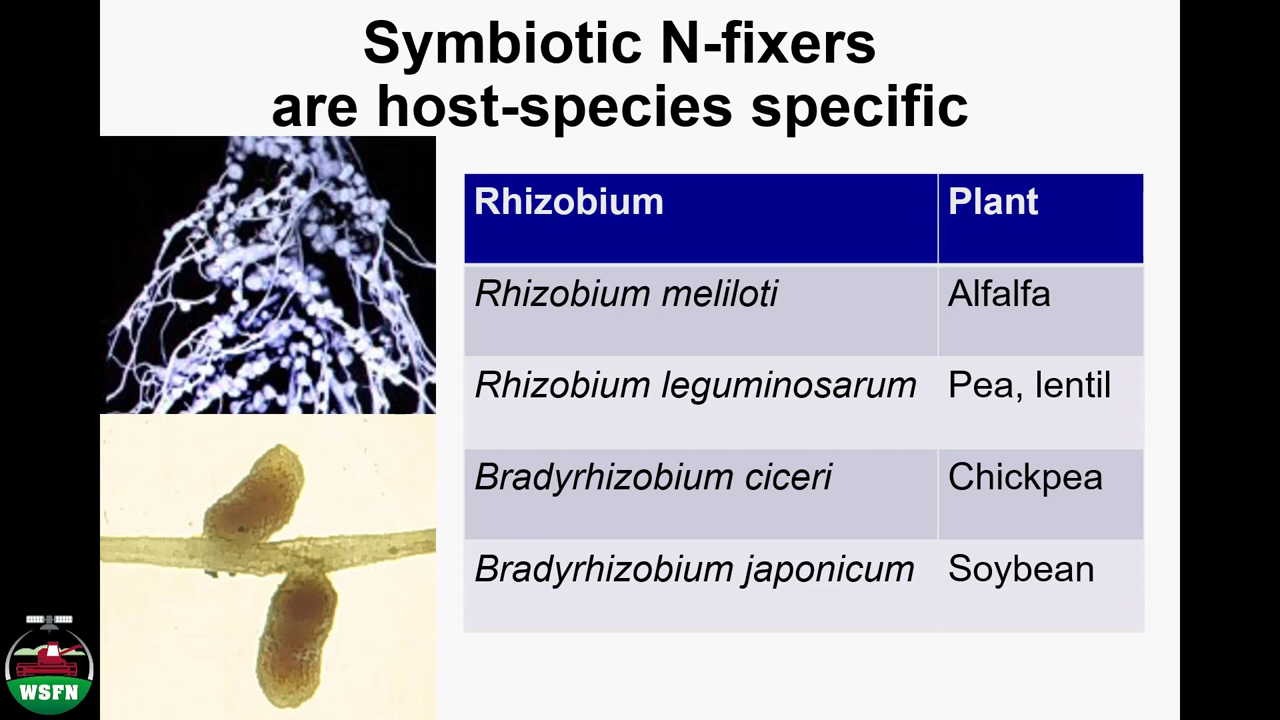 Symbiotic N-fixers
are host-species specific
Rhizobium Plant
Rhizobium meliloti Alfalfa
Rhizobium leguminosarum Pea, lentil
Bradyrhizobium ciceri Chickpea
Bradyrhizobium japonicum Soybean
WSFN